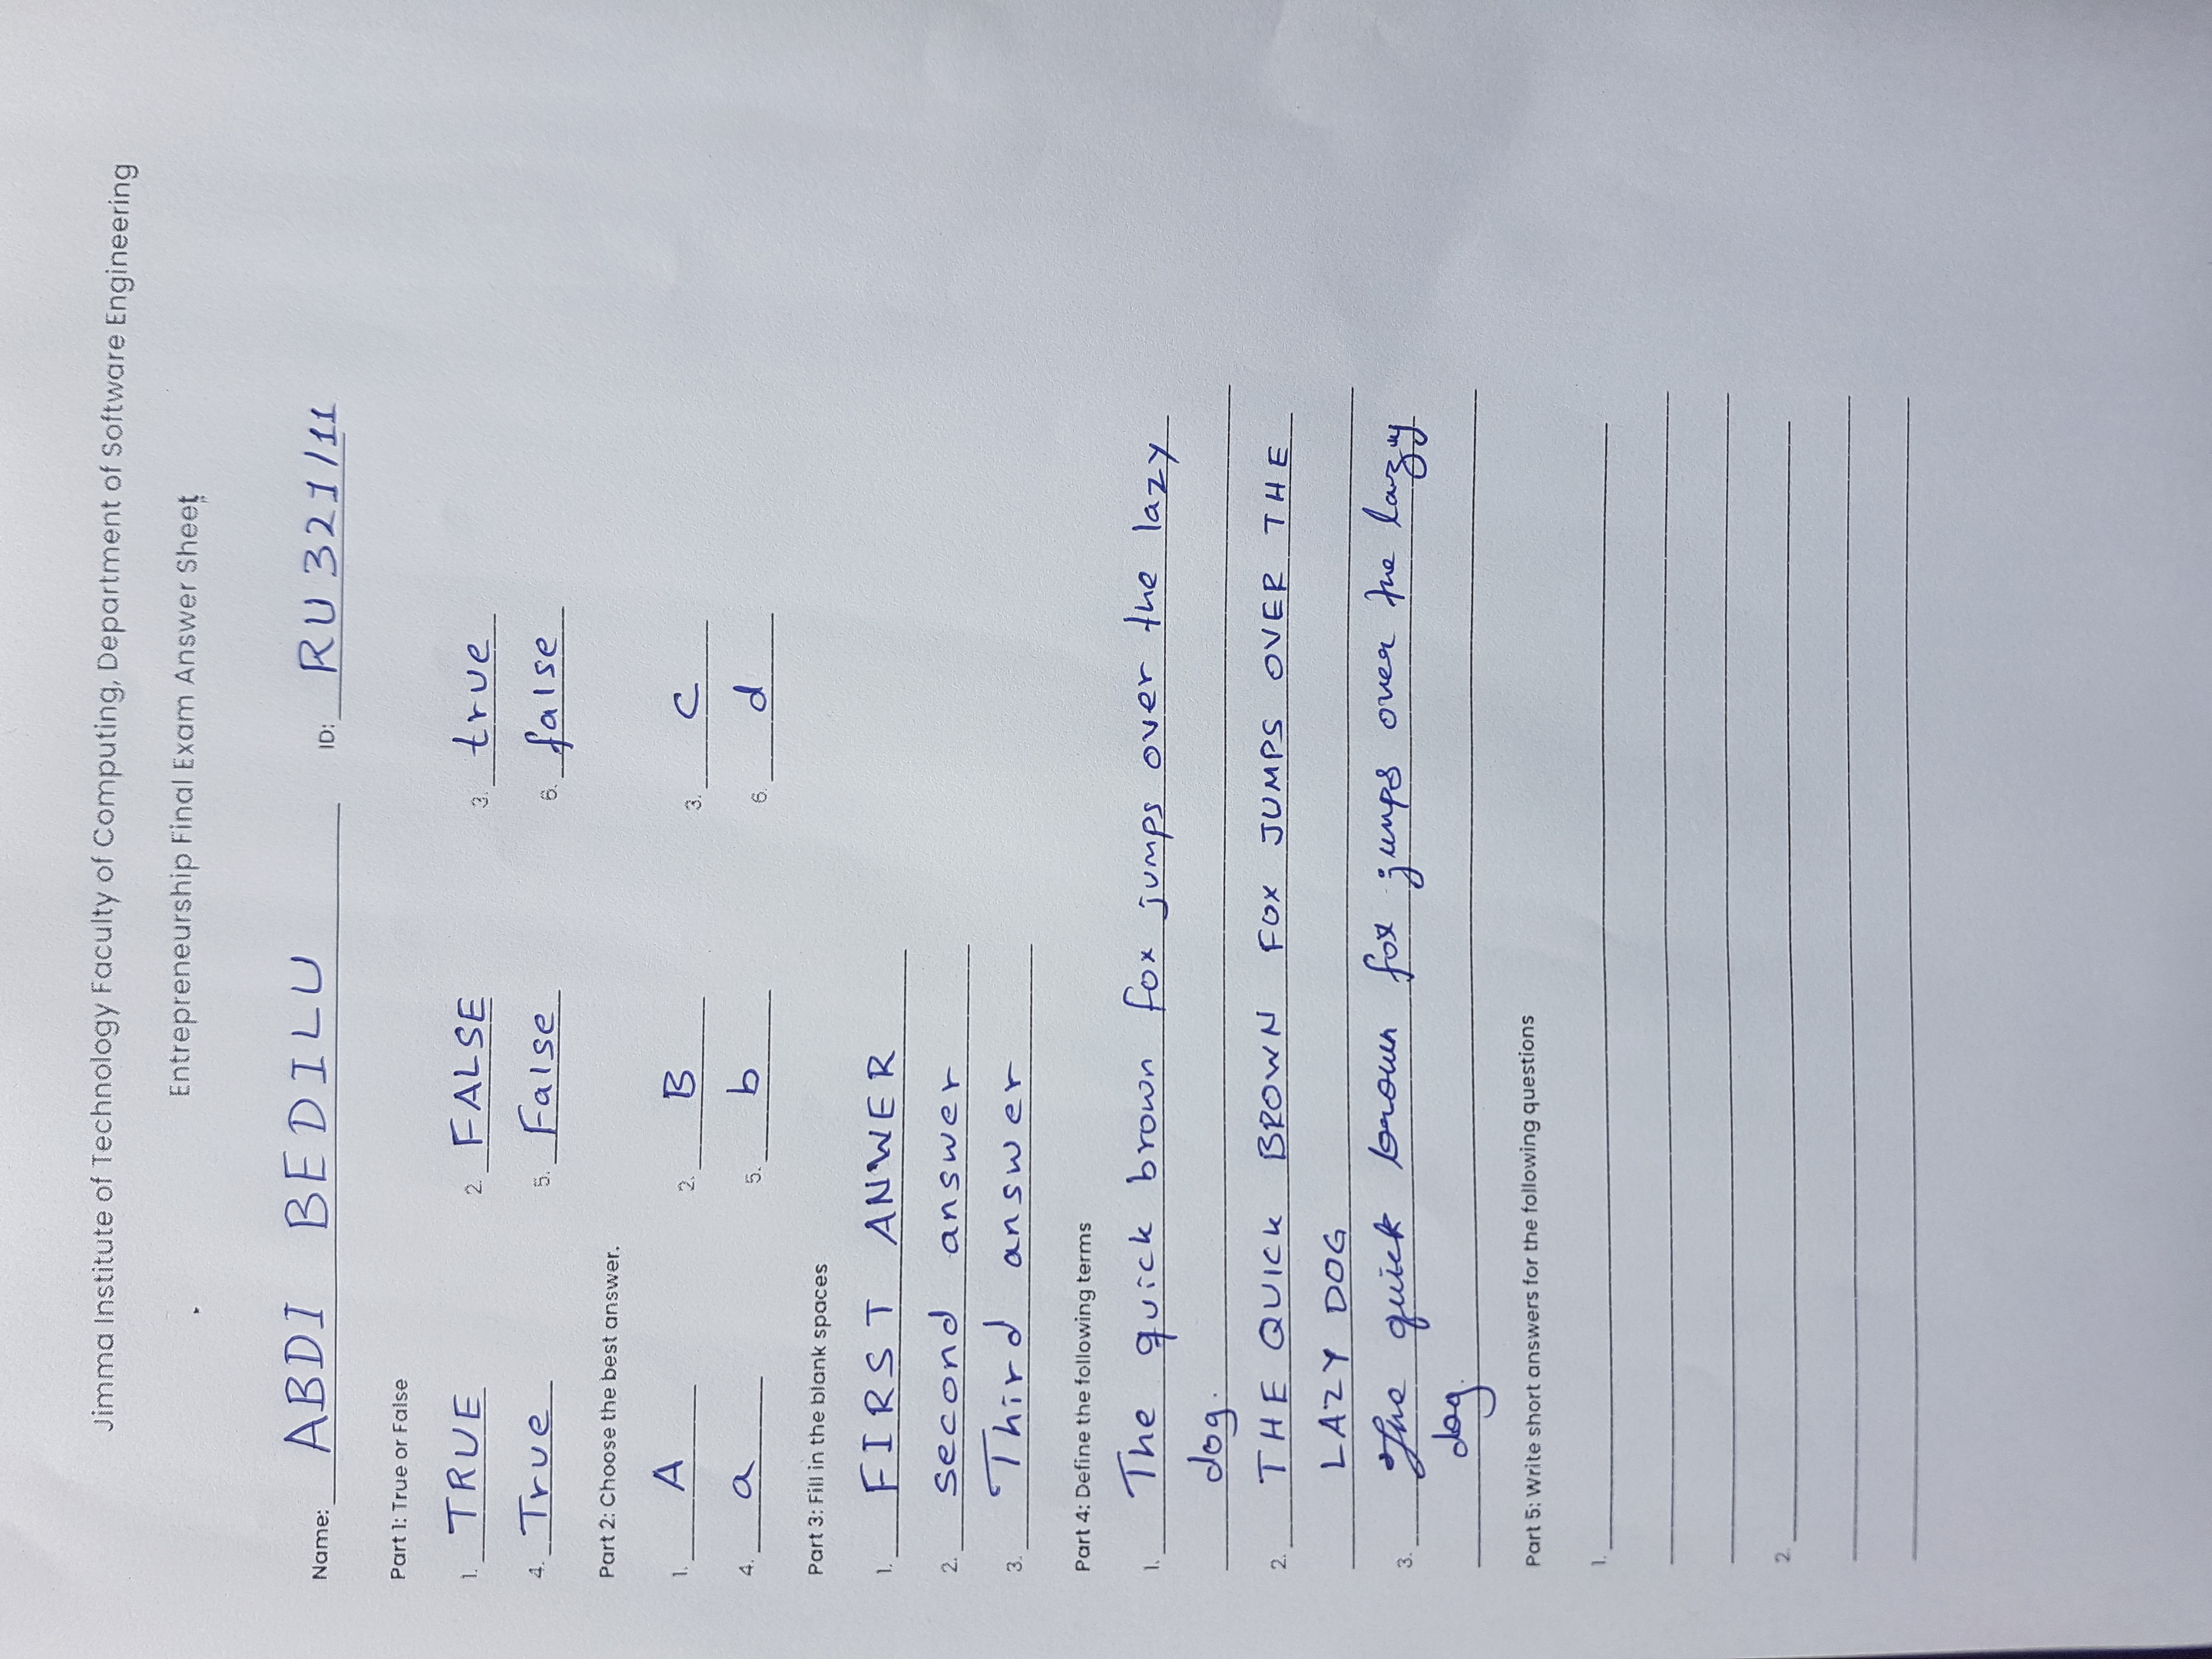 Jimma Institute of Technology Faculty of Computing, Department of Software Engineering
Entrepreneurship Final Exam Answer Sheet
Name: ABDI BEDILU ID: RU 321/11
Part 1: True or False
1. TRUE 2. FALSE 3. true
4. True 5. False 6. false
Part 2: Choose the best answer.
1. A 2. B 3. C
4. a 5. b 6. d
Part 3: Fill in the blank spaces
1. FIRST ANWER
2. second answer
3. Third answer
Part 4: Define the following terms
1. The quick brown fox jumps over the lazy
dog.
2. THE QUICK BROWN FOX JUMPS OVER THE
LAZY DOG
3. The quick brown fox jumps over the lazy
dog.
Part 5: Write short answers for the following questions
1.
2.